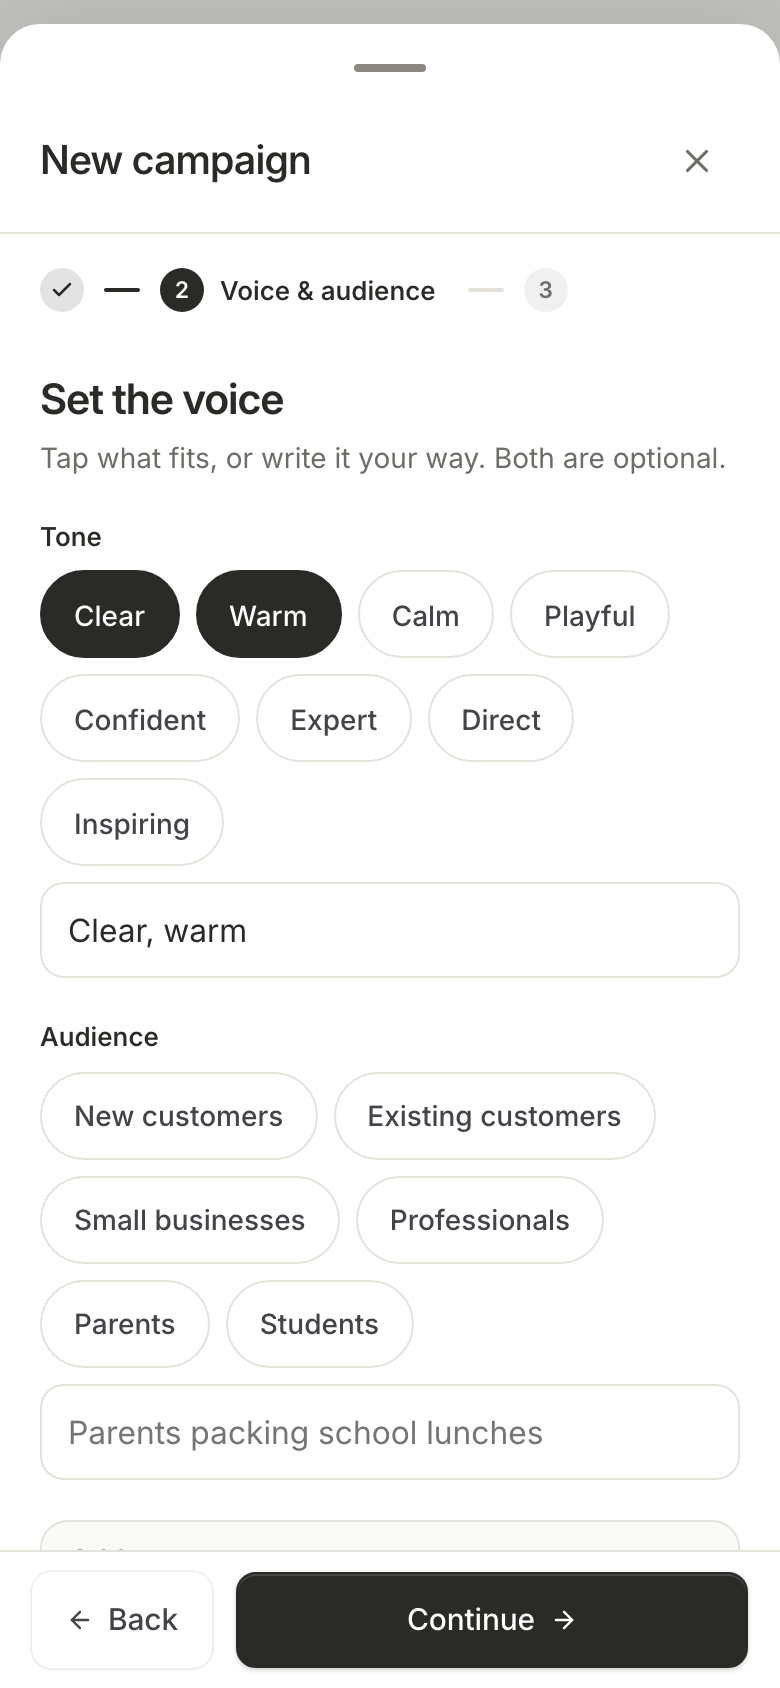 New campaign
2 Voice & audience 3
Set the voice
Tap what fits, or write it your way. Both are optional.
Tone
Clear Warm Calm Playful
Confident Expert Direct
Inspiring
Clear, warm
Audience
New customers Existing customers
Small businesses Professionals
Parents Students
Parents packing school lunches
← Back Continue →